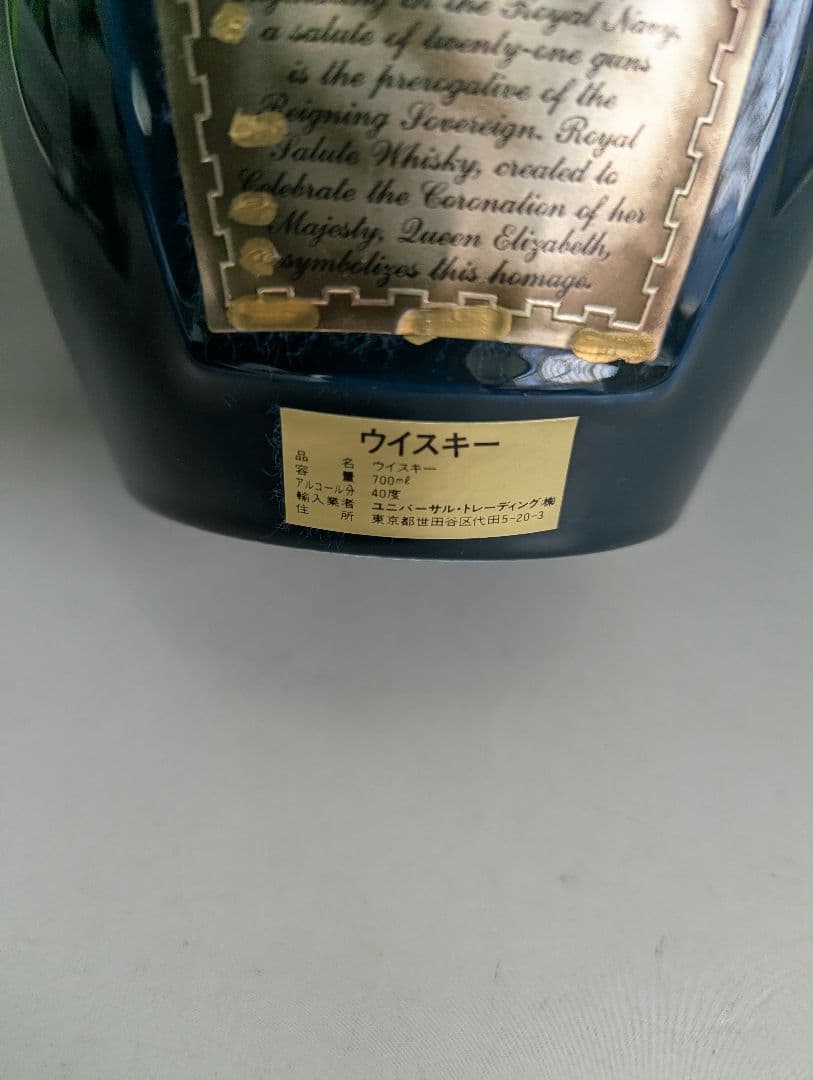 in the Royal Navy,
a salute of twenty-one guns
is the prerogative of the
Reigning Sovereign. Royal
Salute Whisky, created to
Celebrate the Coronation of her
Majesty, Queen Elizabeth,
symbolizes this homage.
ウイスキー
品名 ウイスキー
容量 700mℓ
アルコール分 40度
輸入業者 ユニバーサル・トレーディング㈱
住所 東京都世田谷区代田5-20-3